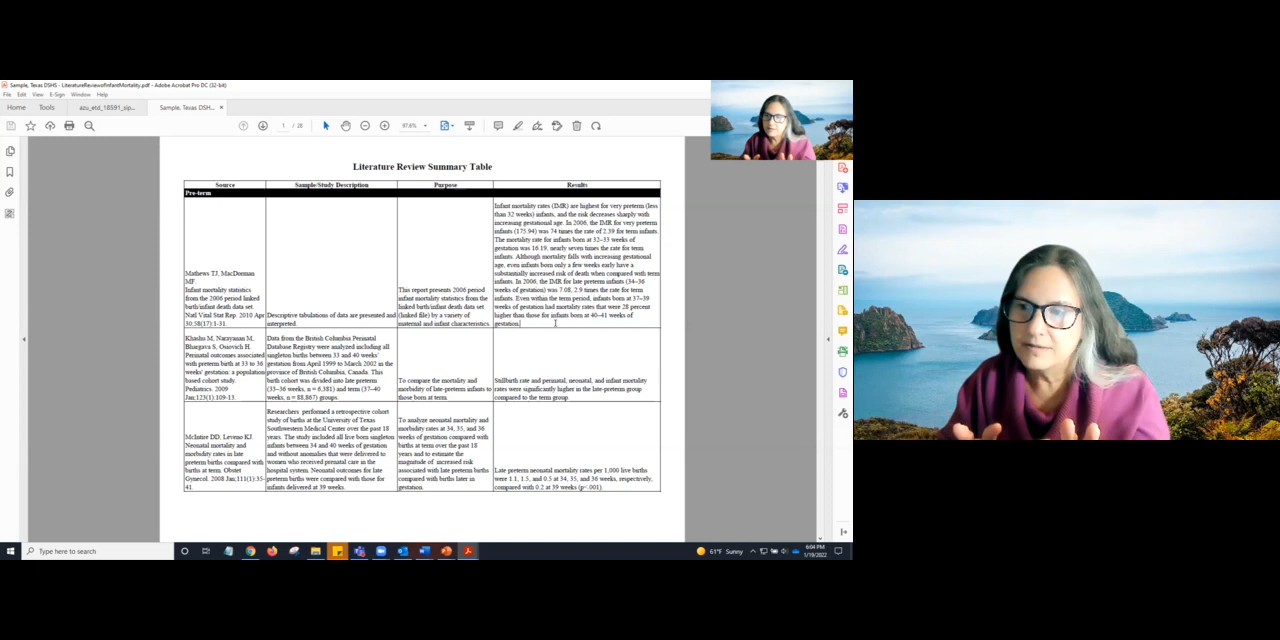 Sample, Texas DSHS - LiteratureReviewofInfantMortality.pdf - Adobe Acrobat Pro DC (32-bit)
File Edit View E-Sign Window Help
Home Tools azu_etd_18591_sip... Sample. Texas DSH... ×
1 / 28 97.6%
Literature Review Summary Table
Source Sample/Study Description Purpose Results
Pre-term
Mathews TJ, MacDorman
MF.
Infant mortality statistics
from the 2006 period linked
birth/infant death data set.
Natl Vital Stat Rep. 2010 Apr
30;58(17):1-31.
Descriptive tabulations of data are presented and
interpreted.
This report presents 2006 period
infant mortality statistics from the
linked birth/infant death data set
(linked file) by a variety of
maternal and infant characteristics.
Infant mortality rates (IMR) are highest for very preterm (less
than 32 weeks) infants, and the risk decreases sharply with
increasing gestational age. In 2006, the IMR for very preterm
infants (175.94) was 74 times the rate of 2.39 for term infants.
The mortality rate for infants born at 32–33 weeks of
gestation was 16.19, nearly seven times the rate for term
infants. Although mortality falls with increasing gestational
age, even infants born only a few weeks early have a
substantially increased risk of death when compared with term
infants. In 2006, the IMR for late preterm infants (34–36
weeks of gestation) was 7.08, 2.9 times the rate for term
infants. Even within the term period, infants born at 37–39
weeks of gestation had mortality rates that were 28 percent
higher than those for infants born at 40–41 weeks of
gestation.
Narayanan M,
Bhargava S, Osiovich H.
Perinatal outcomes associated
with preterm birth at 33 to 36
weeks' gestation: a population
based cohort study.
Pediatrics. 2009
Jan;123(1):109-13.
Data from the British Columbia Perinatal
Database Registry were analyzed including all
singleton births between 33 and 40 weeks'
gestation from April 1999 to March 2002 in the
province of British Columbia, Canada. This
birth cohort was divided into late preterm
(33–36 weeks, n = 6,381) and term (37–40
weeks, n = 88,867) groups.
To compare the mortality and
morbidity of late-preterm infants to
those born at term.
Stillbirth rate and perinatal, neonatal, and infant mortality
rates were significantly higher in the late-preterm group
compared to the term group.
McIntire DD, Leveno KJ.
Neonatal mortality and
morbidity rates in late
preterm births compared with
births at term. Obstet
Gynecol. 2008 Jan;111(1):35-
41.
Researchers performed a retrospective cohort
study of births at the University of Texas
Southwestern Medical Center over the past 18
years. The study included all live born singleton
infants between 34 and 40 weeks of gestation
and without anomalies that were delivered to
women who received prenatal care in the
hospital system. Neonatal outcomes for late
preterm births were compared with those for
infants delivered at 39 weeks.
To analyze neonatal mortality and
morbidity rates at 34, 35, and 36
weeks of gestation compared with
births at term over the past 18
years and to estimate the
magnitude of increased risk
associated with late preterm births
compared with births later in
gestation.
Late preterm neonatal mortality rates per 1,000 live births
were 1.1, 1.5, and 0.5 at 34, 35, and 36 weeks, respectively,
compared with 0.2 at 39 weeks (p<.001).
Type here to search
61°F Sunny
6:04 PM
1/19/2022